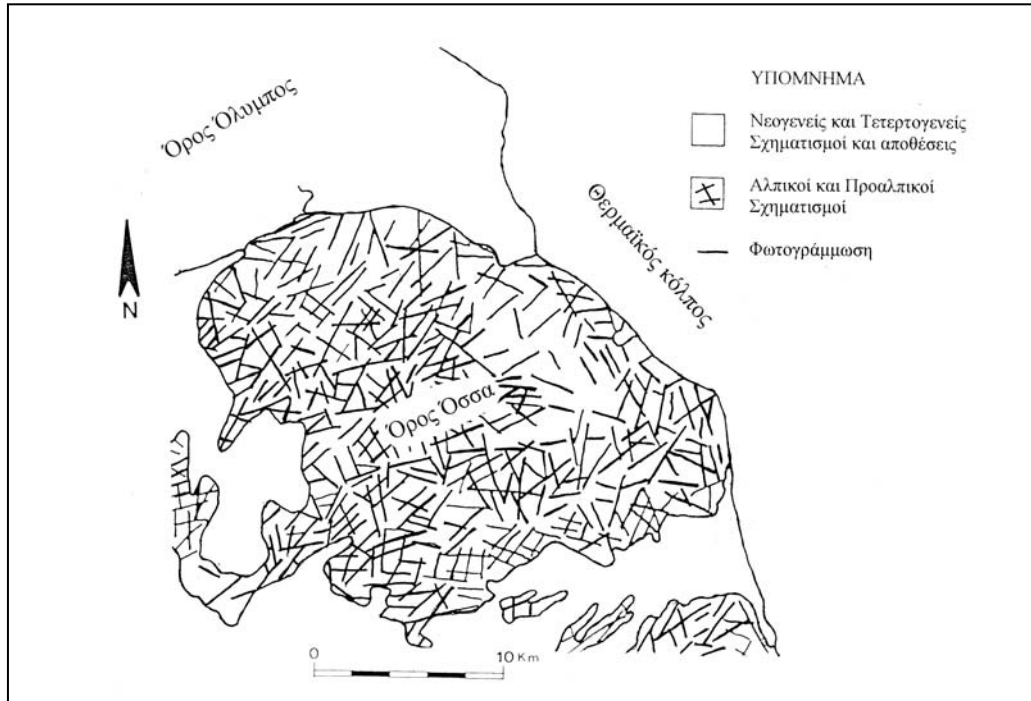 Όρος Όλυμπος
ΥΠΟΜΝΗΜΑ
Νεογενείς και Τετερτογενείς
Σχηματισμοί και αποθέσεις
Αλπικοί και Προαλπικοί
Σχηματισμοί
Φωτογράμμωση
Θερμαϊκός κόλπος
N
Όρος Όσσα
0 10 Km